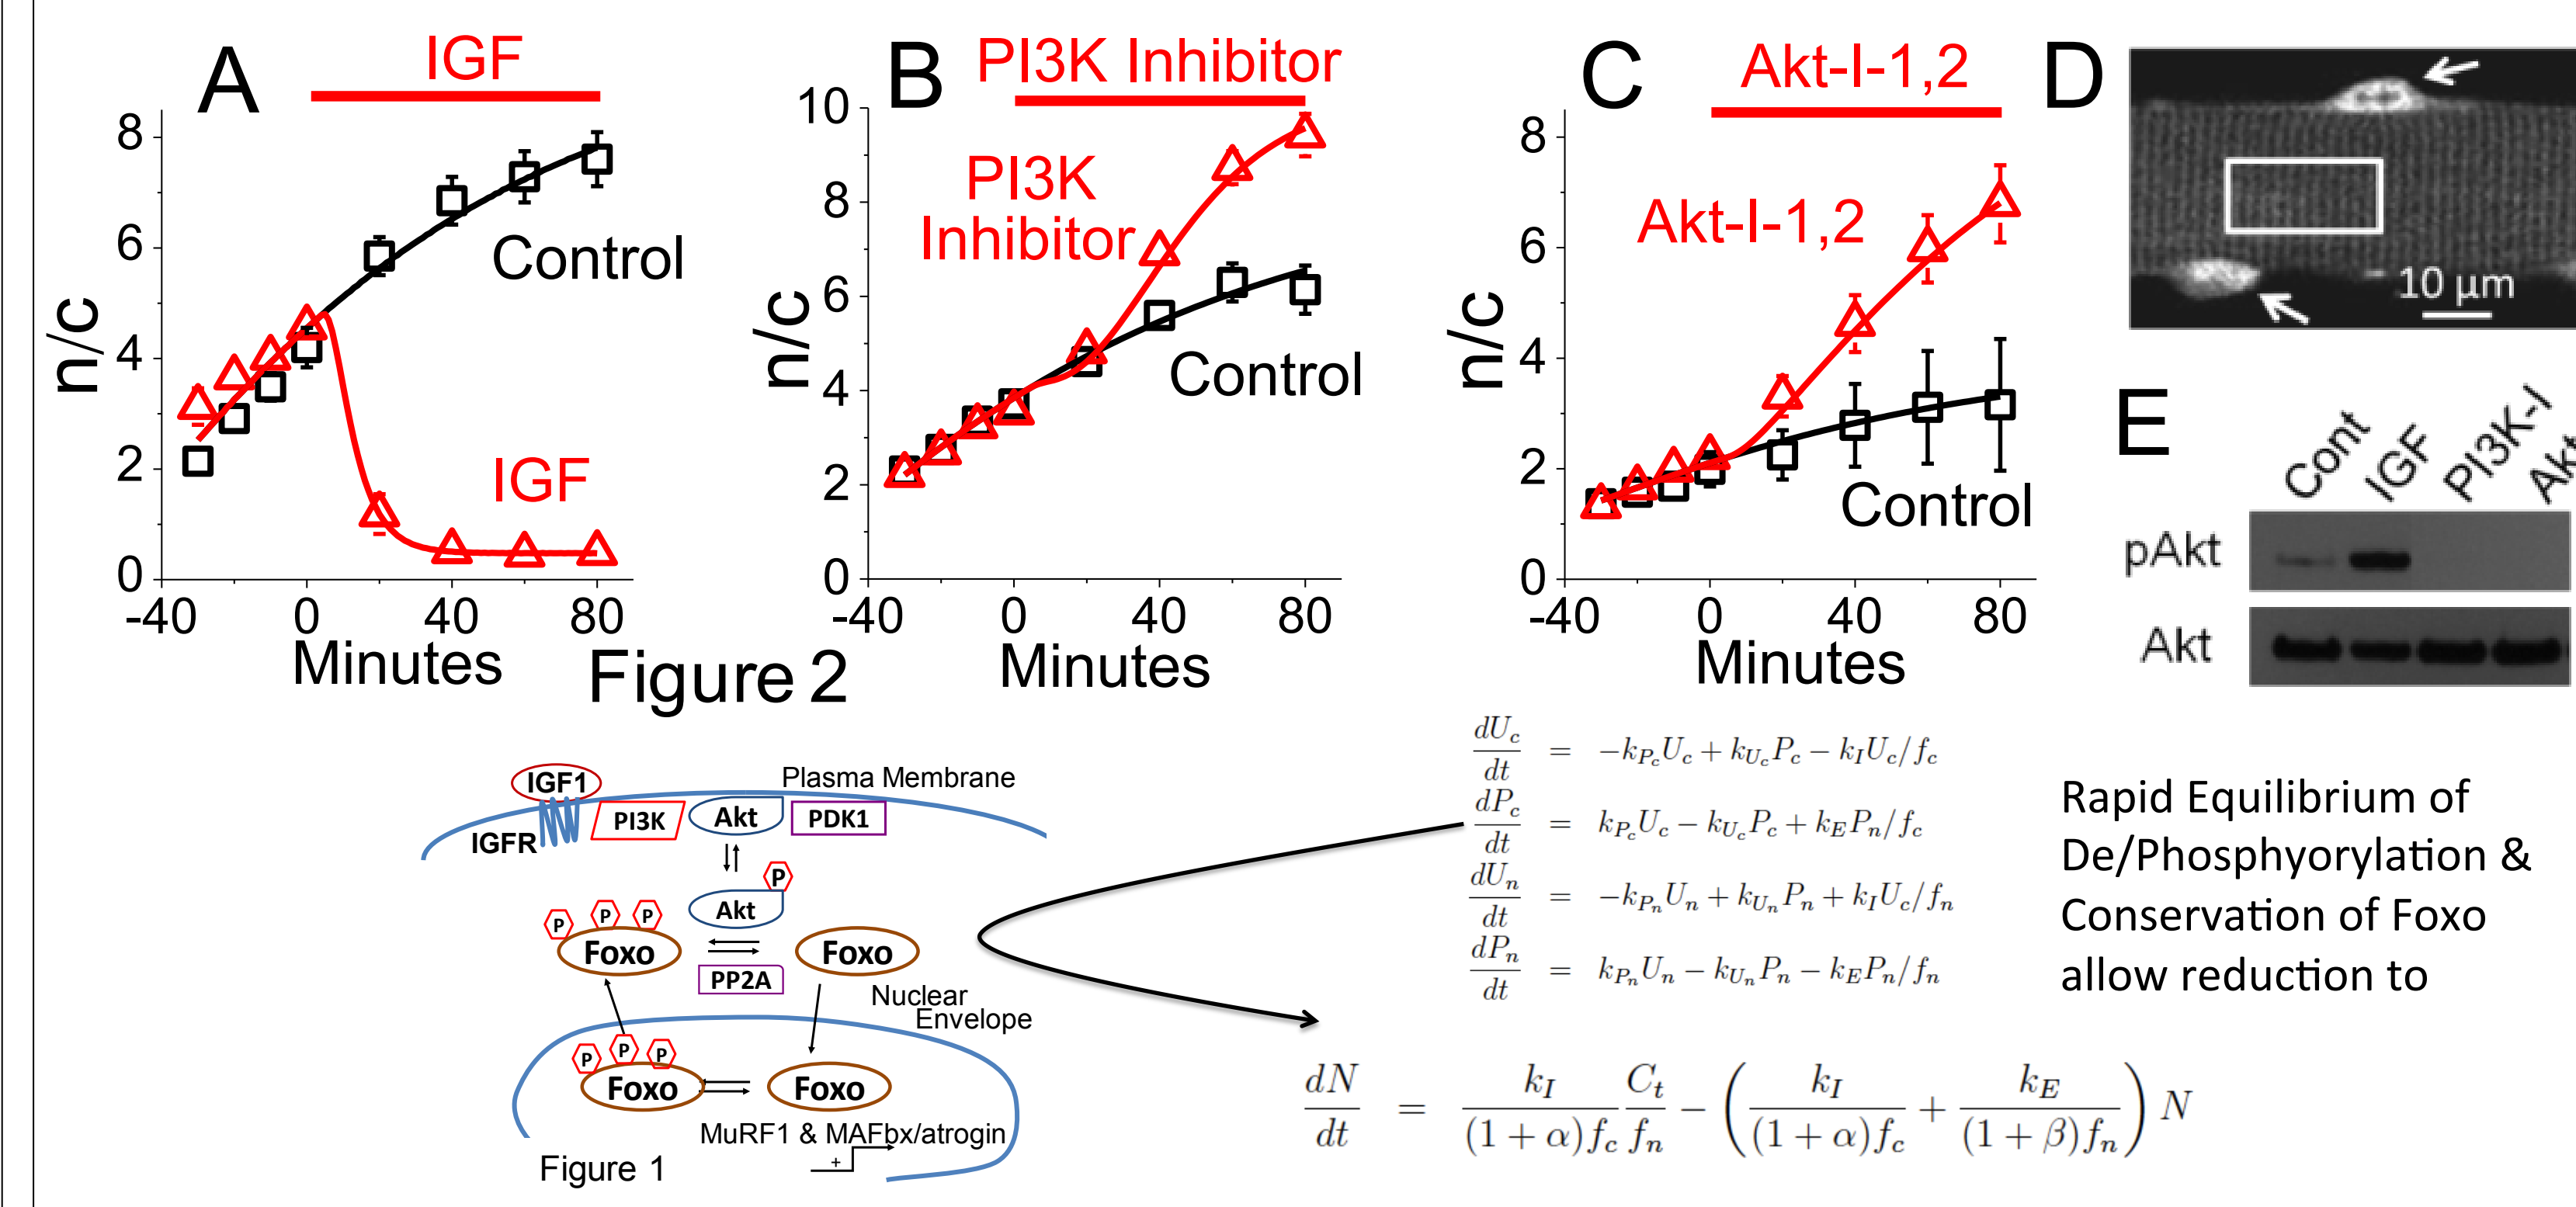 A
IGF
8
6
4
2
0
n/c
Control
IGF
-40
0
40
80
Minutes
B
PI3K Inhibitor
10
8
6
4
2
0
n/c
PI3K
Inhibitor
Control
-40
0
40
80
Minutes
C
Akt-I-1,2
8
6
4
2
0
n/c
Akt-I-1,2
Control
-40
0
40
80
Minutes
D
10 µm
E
Cont
IGF
PI3K-I
pAkt
Akt
Figure 2
IGF1
Plasma Membrane
IGFR
PI3K
Akt
PDK1
P
Akt
P P P
Foxo
Foxo
PP2A
Nuclear
Envelope
P P P
Foxo
Foxo
MuRF1 & MAFbx/atrogin
+
Figure 1
dU_c/dt = -k_{P_c}U_c + k_{U_c}P_c - k_I U_c/f_c
dP_c/dt = k_{P_c}U_c - k_{U_c}P_c + k_E P_n/f_c
dU_n/dt = -k_{P_n}U_n + k_{U_n}P_n + k_I U_c/f_n
dP_n/dt = k_{P_n}U_n - k_{U_n}P_n - k_E P_n/f_n
Rapid Equilibrium of
De/Phosphyorylation &
Conservation of Foxo
allow reduction to
dN/dt = k_I/((1 + α)f_c) C_t/f_n - (k_I/((1 + α)f_c) + k_E/((1 + β)f_n)) N